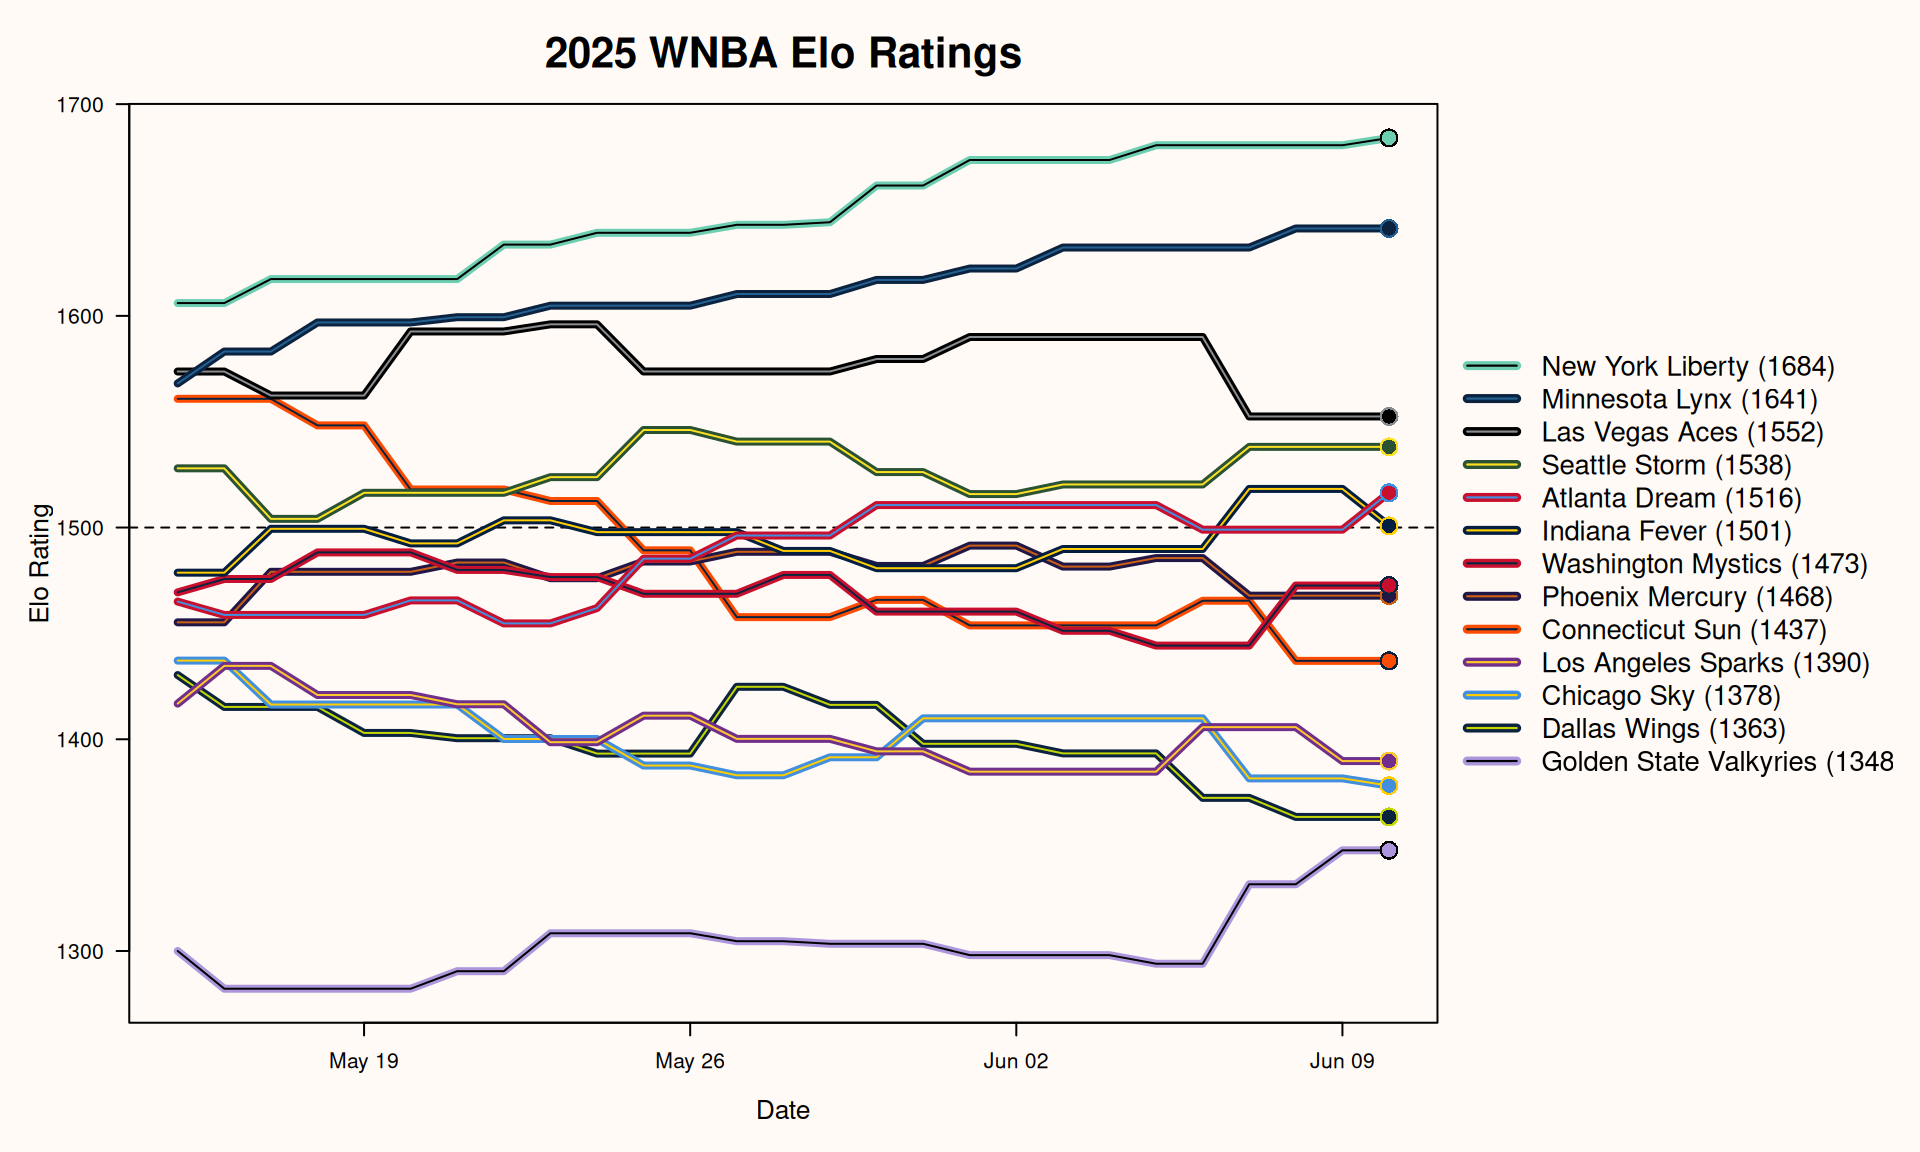 2025 WNBA Elo Ratings
1700
1600
1500
1400
1300
Elo Rating
May 19
May 26
Jun 02
Jun 09
Date
New York Liberty (1684)
Minnesota Lynx (1641)
Las Vegas Aces (1552)
Seattle Storm (1538)
Atlanta Dream (1516)
Indiana Fever (1501)
Washington Mystics (1473)
Phoenix Mercury (1468)
Connecticut Sun (1437)
Los Angeles Sparks (1390)
Chicago Sky (1378)
Dallas Wings (1363)
Golden State Valkyries (1348